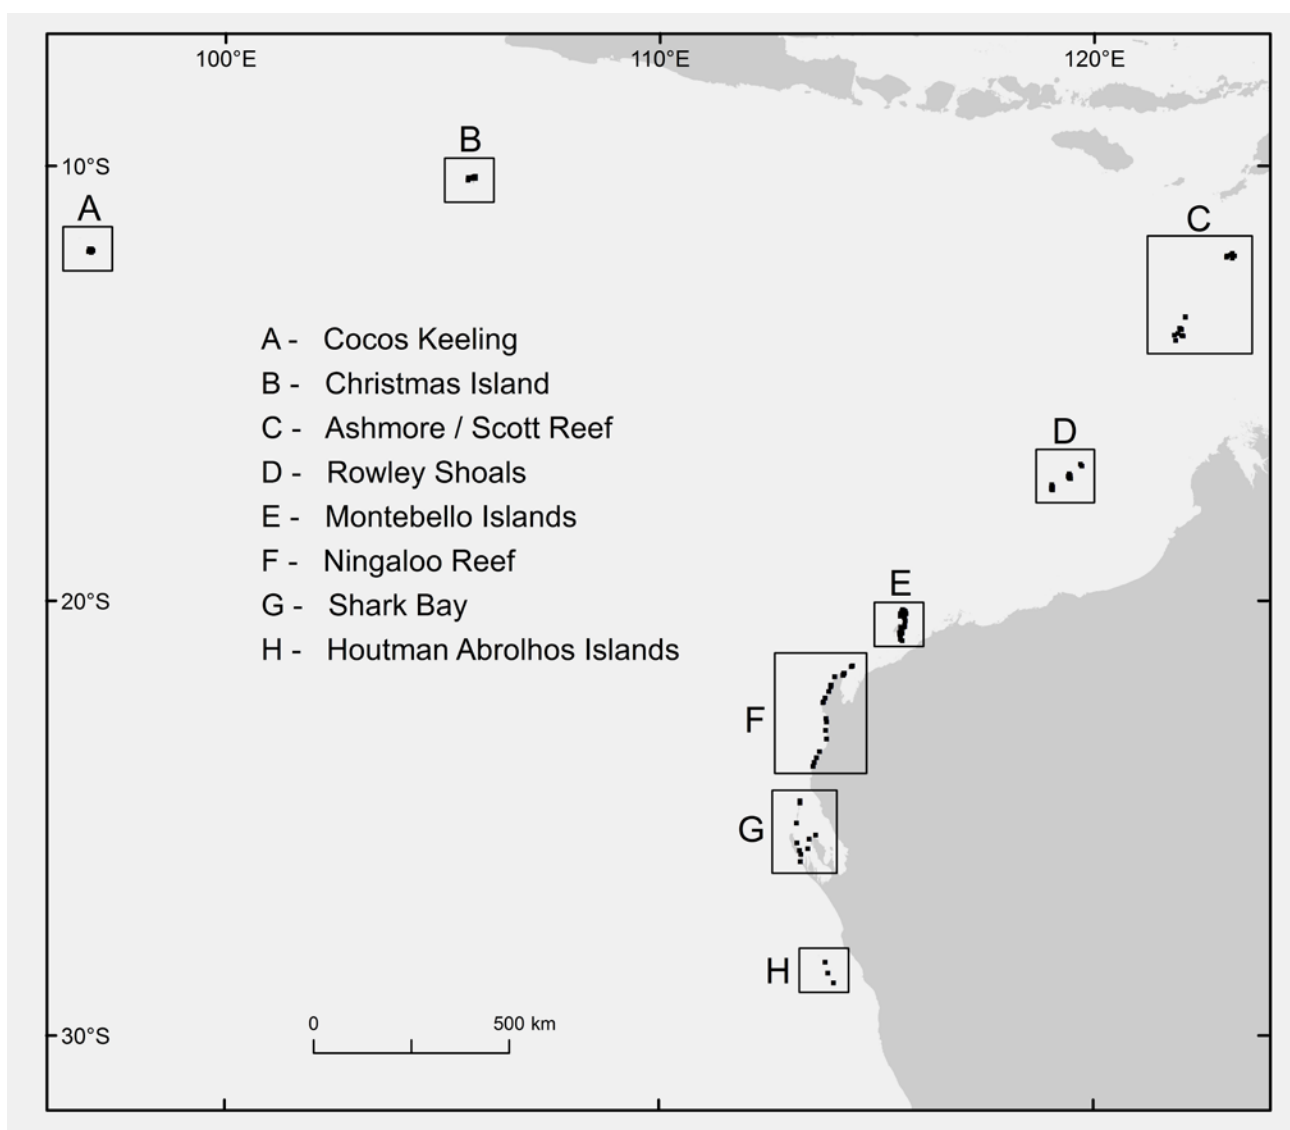 100°E 110°E 120°E
B
10°S
A
C
A - Cocos Keeling
B - Christmas Island
C - Ashmore / Scott Reef
D
D - Rowley Shoals
E - Montebello Islands
F - Ningaloo Reef
E
20°S
G - Shark Bay
H - Houtman Abrolhos Islands
F
G
H
0 500 km
30°S